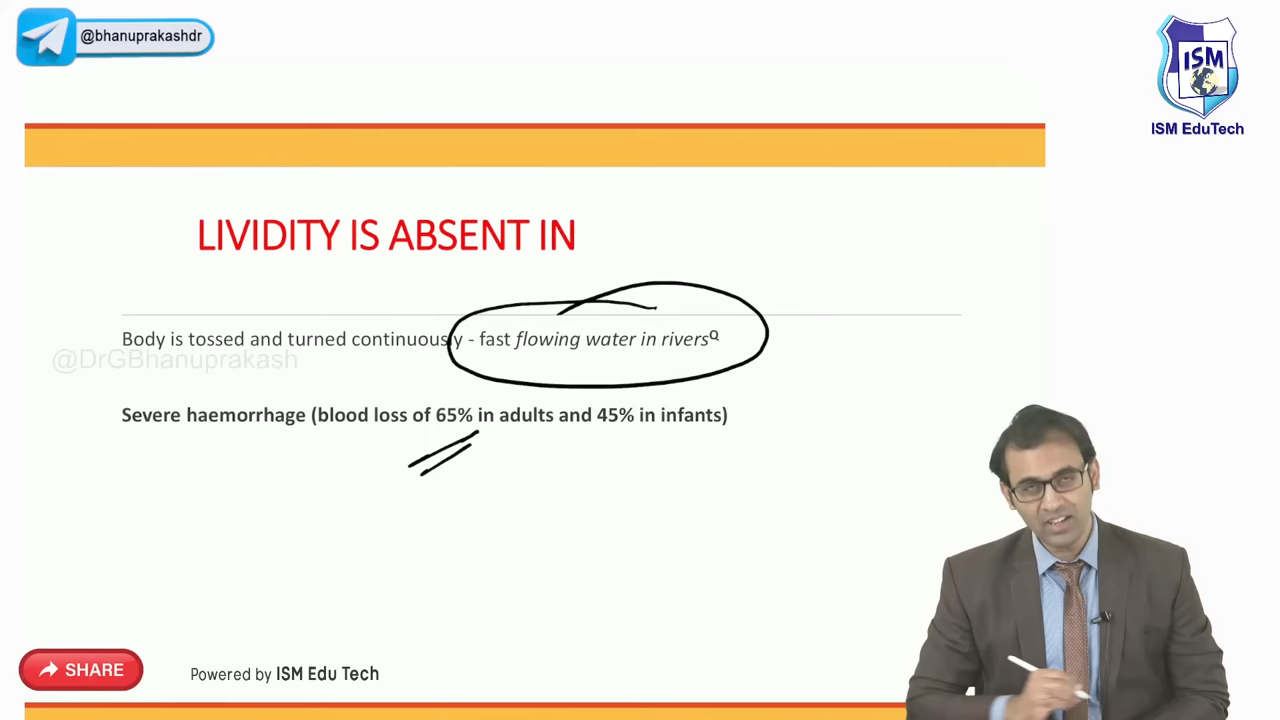 @bhanuprakashdr
ISM
ISM EduTech
LIVIDITY IS ABSENT IN
Body is tossed and turned continuously - fast flowing water in riversQ
@DrGBhanuprakash
Severe haemorrhage (blood loss of 65% in adults and 45% in infants)
SHARE
Powered by ISM Edu Tech